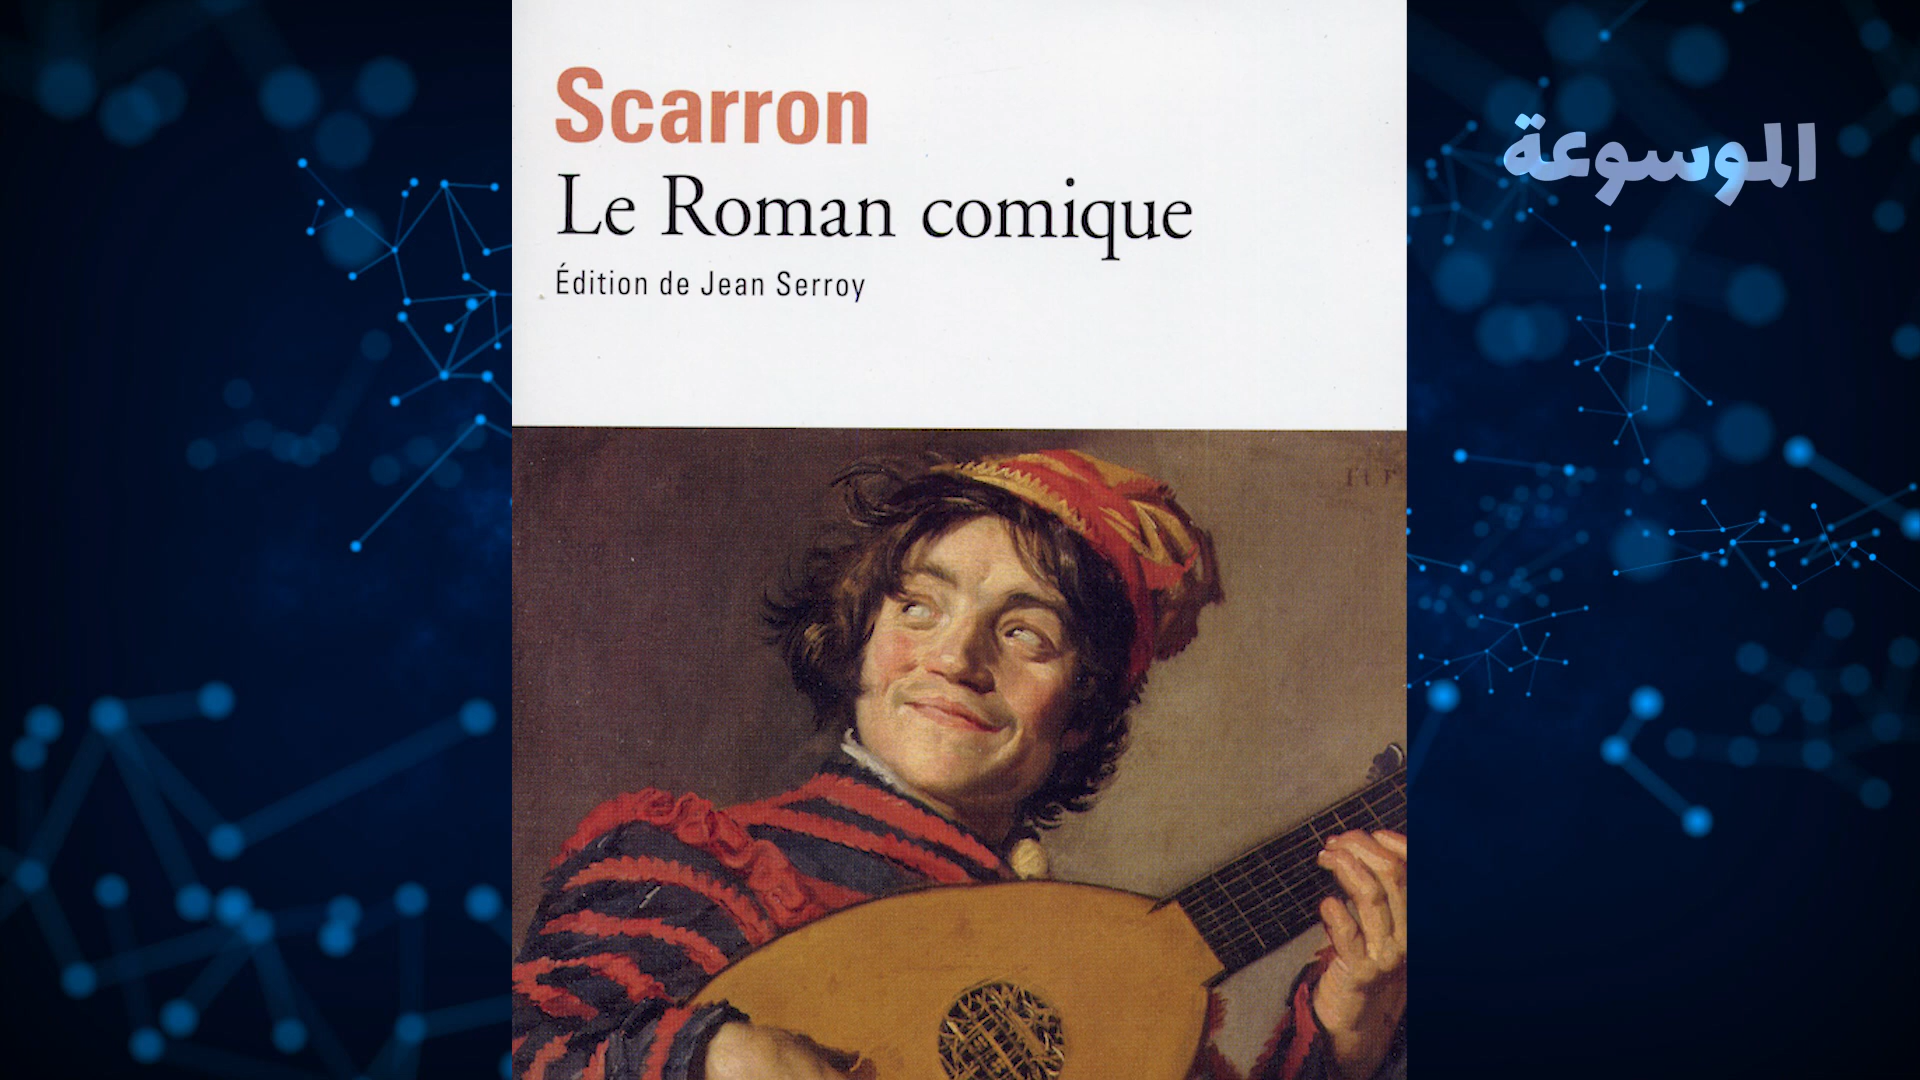 Scarron
Le Roman comique
Édition de Jean Serroy
الموسوعة